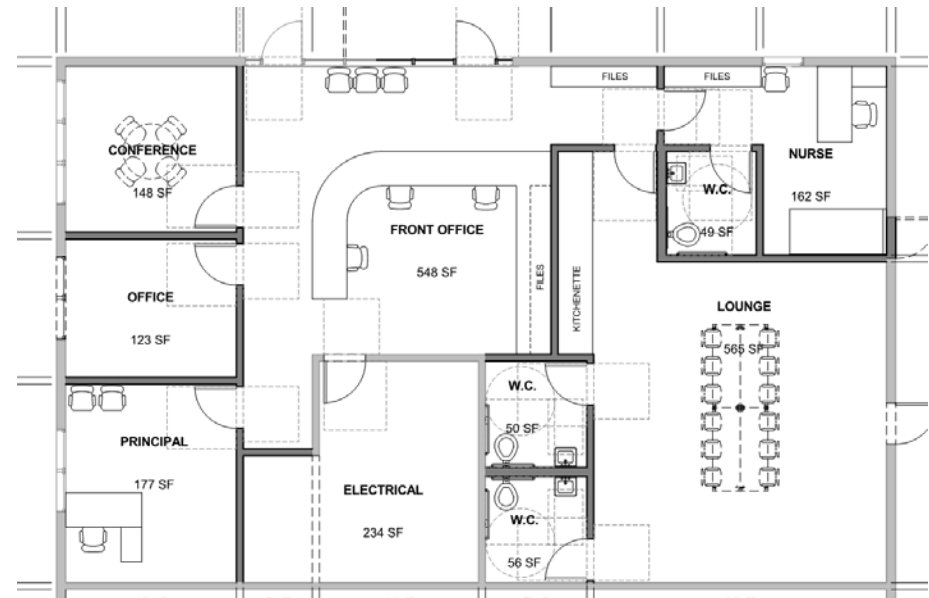 FILES
FILES
CONFERENCE
148 SF
NURSE
162 SF
W.C.
49 SF
FRONT OFFICE
548 SF
FILES
KITCHENETTE
OFFICE
123 SF
LOUNGE
565 SF
W.C.
50 SF
PRINCIPAL
177 SF
ELECTRICAL
234 SF
W.C.
56 SF